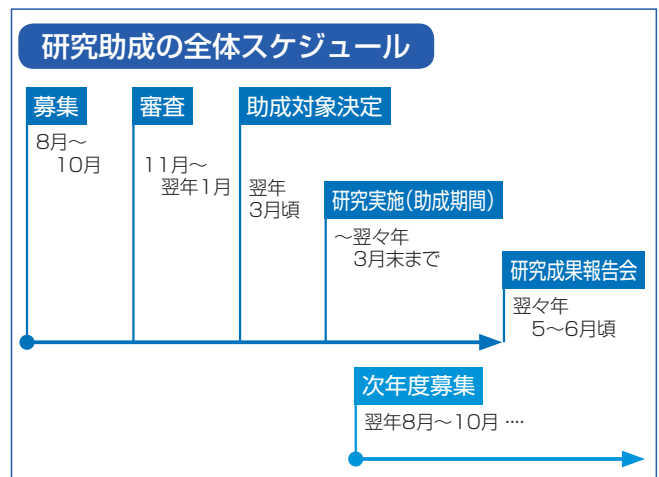 研究助成の全体スケジュール
募集
8月〜
10月
審査
11月〜
翌年1月
助成対象決定
翌年
3月頃
研究実施(助成期間)
〜翌々年
3月末まで
研究成果報告会
翌々年
5〜6月頃
次年度募集
翌年8月〜10月 ‥‥